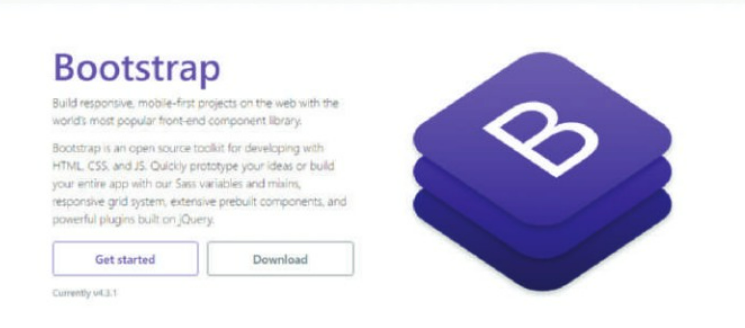 Bootstrap
Build responsive, mobile-first projects on the web with the
world's most popular front-end component library.
Bootstrap is an open source toolkit for developing with
HTML, CSS, and JS. Quickly prototype your ideas or build
your entire app with our Sass variables and mixins,
responsive grid system, extensive prebuilt components, and
powerful plugins built on jQuery.
Get started
Download
Currently v4.3.1
B